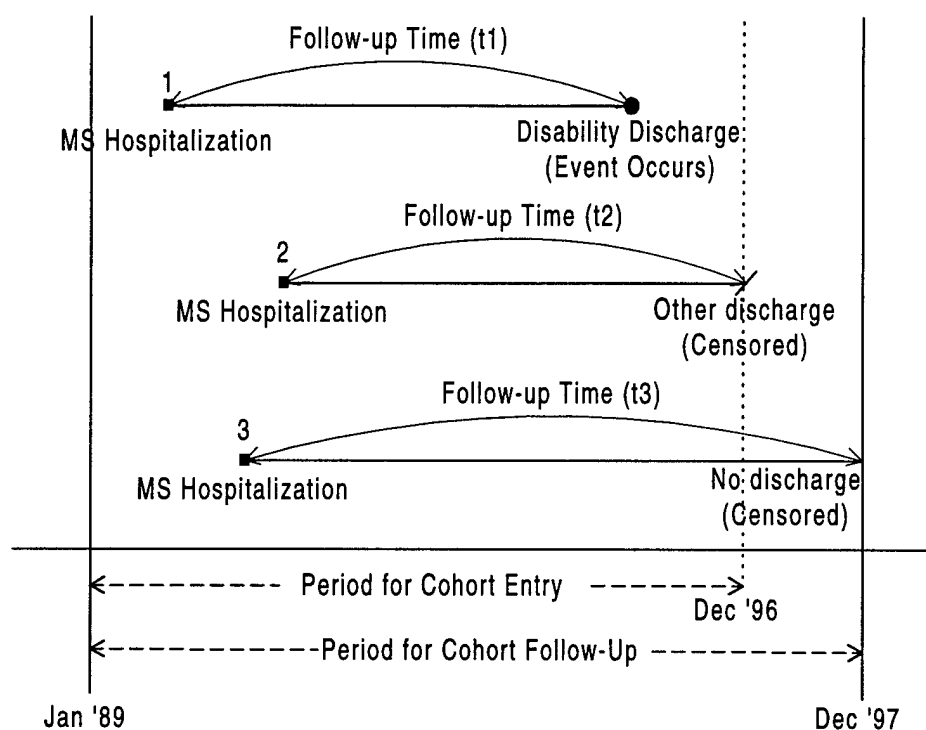 Follow-up Time (t1)
1
MS Hospitalization
Disability Discharge
(Event Occurs)
Follow-up Time (t2)
2
MS Hospitalization
Other discharge
(Censored)
Follow-up Time (t3)
3
MS Hospitalization
No discharge
(Censored)
Period for Cohort Entry
Dec '96
Period for Cohort Follow-Up
Jan '89
Dec '97